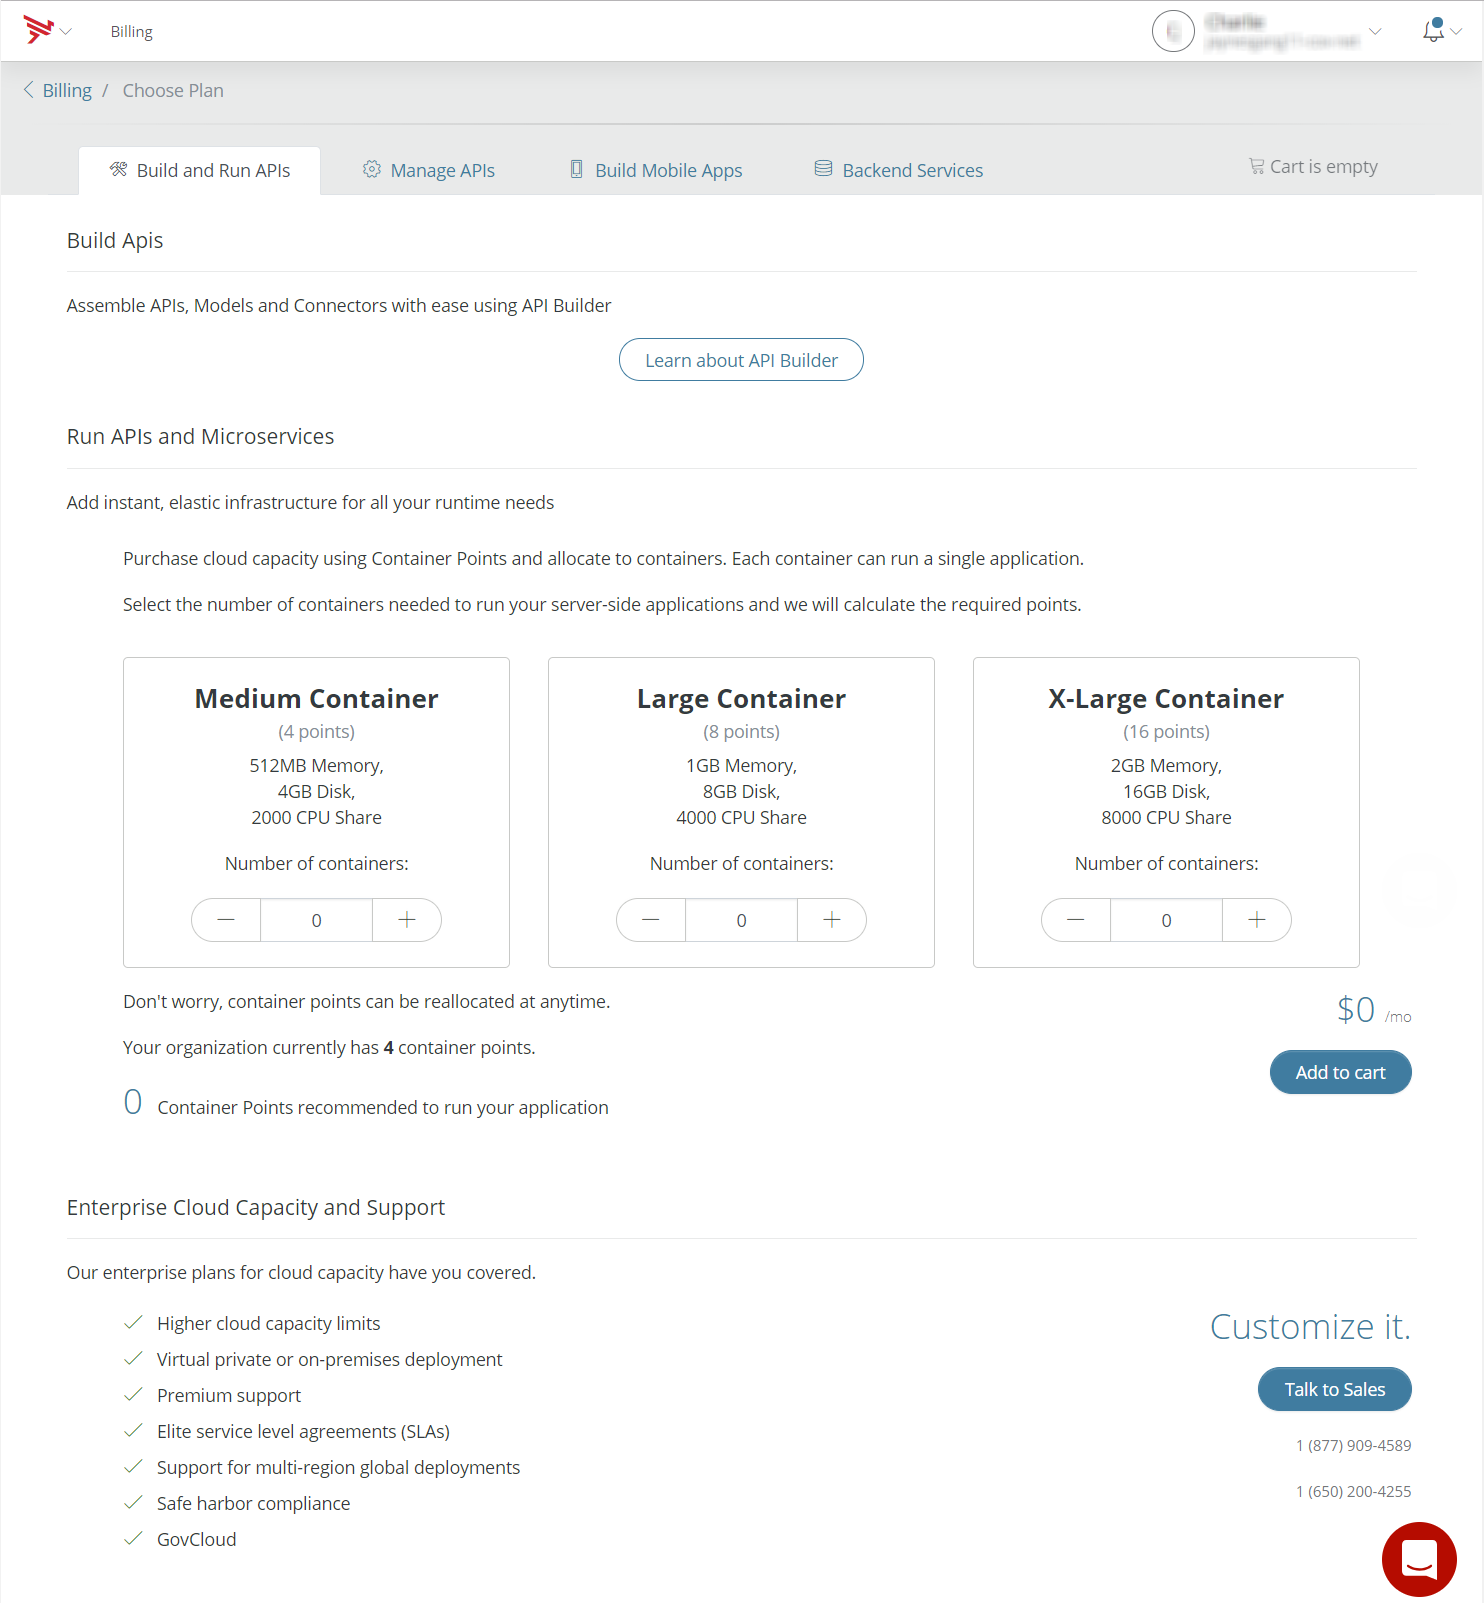 Billing
Billing / Choose Plan
Build and Run APIs
Manage APIs
Build Mobile Apps
Backend Services
Cart is empty
Build Apis
Assemble APIs, Models and Connectors with ease using API Builder
Learn about API Builder
Run APIs and Microservices
Add instant, elastic infrastructure for all your runtime needs
Purchase cloud capacity using Container Points and allocate to containers. Each container can run a single application.
Select the number of containers needed to run your server-side applications and we will calculate the required points.
Medium Container
(4 points)
512MB Memory,
4GB Disk,
2000 CPU Share
Number of containers:
0
Large Container
(8 points)
1GB Memory,
8GB Disk,
4000 CPU Share
Number of containers:
0
X-Large Container
(16 points)
2GB Memory,
16GB Disk,
8000 CPU Share
Number of containers:
0
Don't worry, container points can be reallocated at anytime.
Your organization currently has 4 container points.
0 Container Points recommended to run your application
$0 /mo
Add to cart
Enterprise Cloud Capacity and Support
Our enterprise plans for cloud capacity have you covered.
Higher cloud capacity limits
Virtual private or on-premises deployment
Premium support
Elite service level agreements (SLAs)
Support for multi-region global deployments
Safe harbor compliance
GovCloud
Customize it.
Talk to Sales
1 (877) 909-4589
1 (650) 200-4255